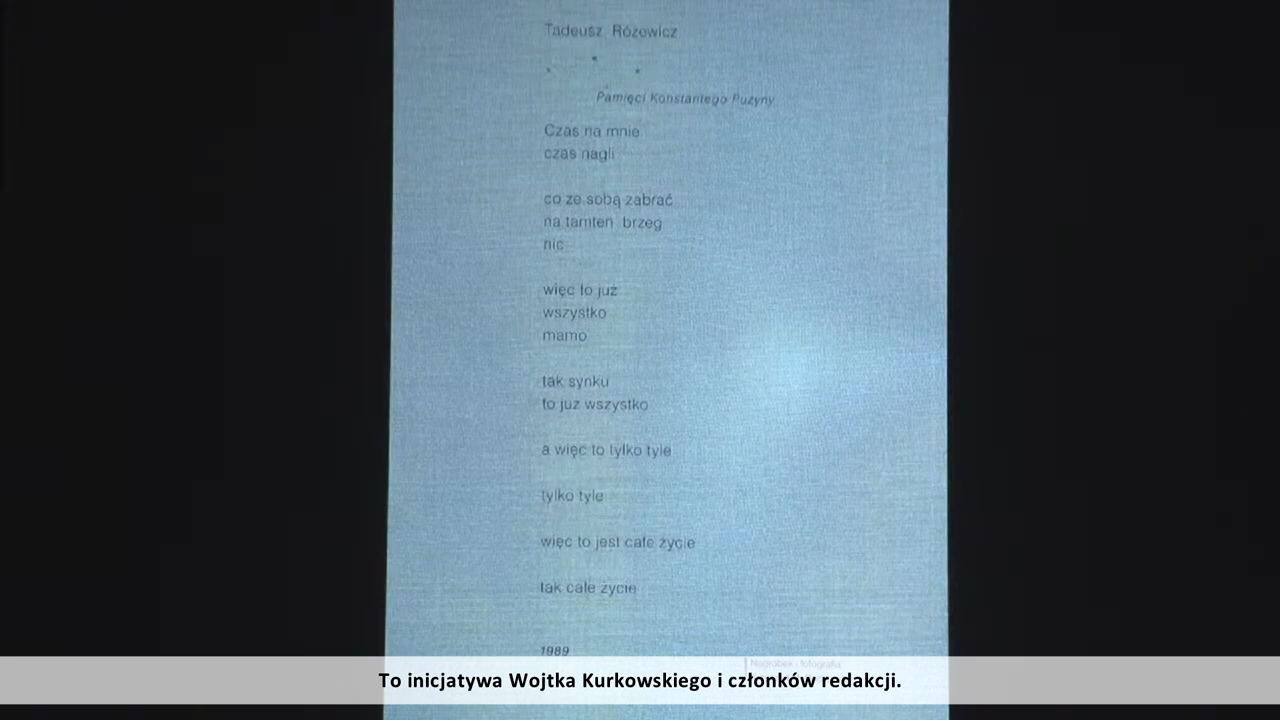 Tadeusz Różewicz
* * *
Pamięci Konstantego Puzyny
Czas na mnie
czas nagli
co ze sobą zabrać
na tamten brzeg
nic
więc to już
wszystko
mamo
tak synku
to już wszystko
a więc to tylko tyle
tylko tyle
więc to jest całe życie
tak całe życie
1989
Nagrobek - fotografia
To inicjatywa Wojtka Kurkowskiego i członków redakcji.